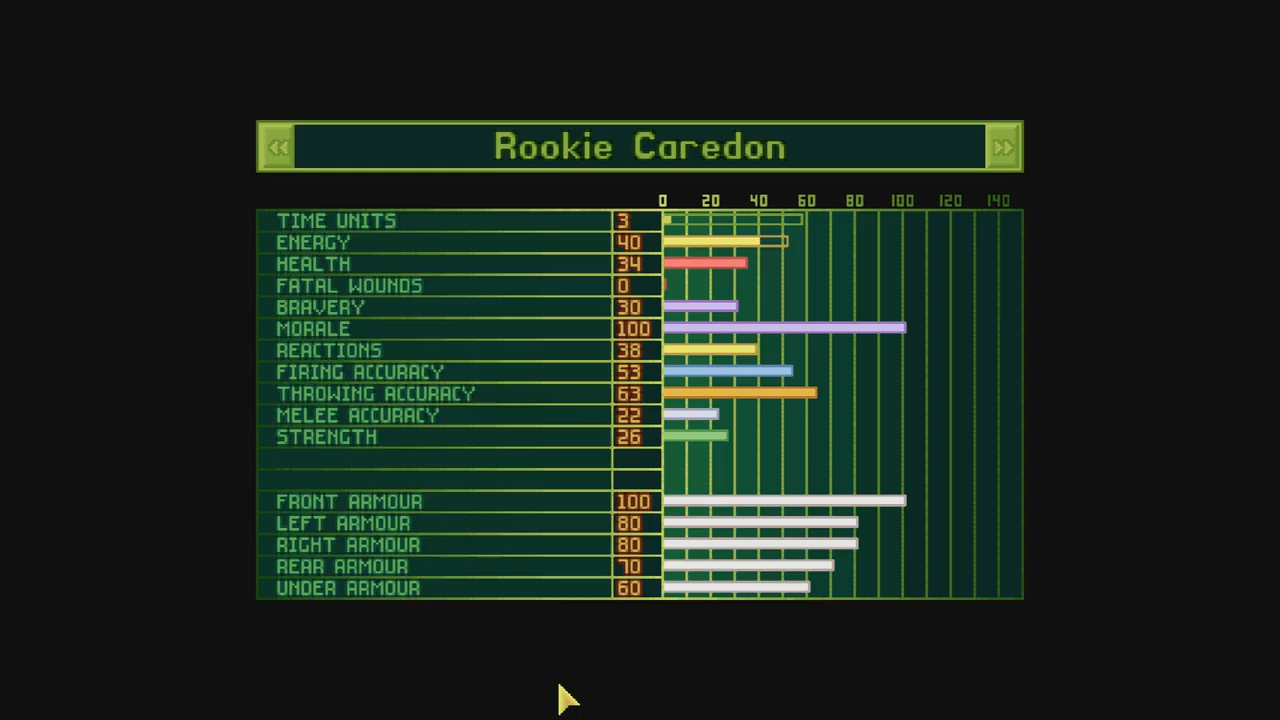 Rookie Caredon
0 20 40 60 80 100 120 140
TIME UNITS 3
ENERGY 40
HEALTH 34
FATAL WOUNDS 0
BRAVERY 30
MORALE 100
REACTIONS 38
FIRING ACCURACY 53
THROWING ACCURACY 63
MELEE ACCURACY 22
STRENGTH 26
FRONT ARMOUR 100
LEFT ARMOUR 80
RIGHT ARMOUR 80
REAR ARMOUR 70
UNDER ARMOUR 60